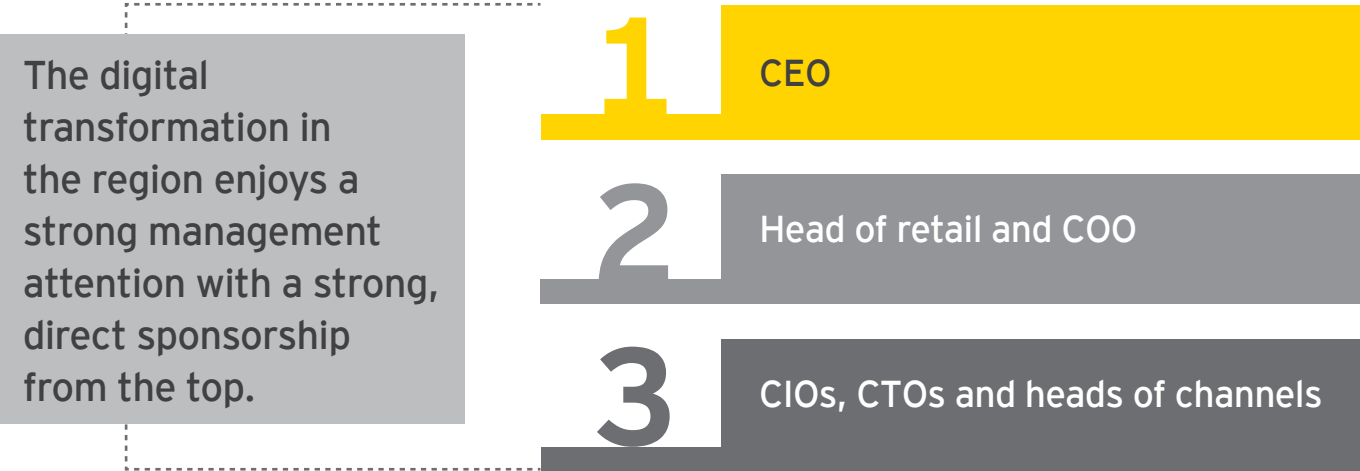 The digital
transformation in
the region enjoys a
strong management
attention with a strong,
direct sponsorship
from the top.
1
CEO
2
Head of retail and COO
3
CIOs, CTOs and heads of channels